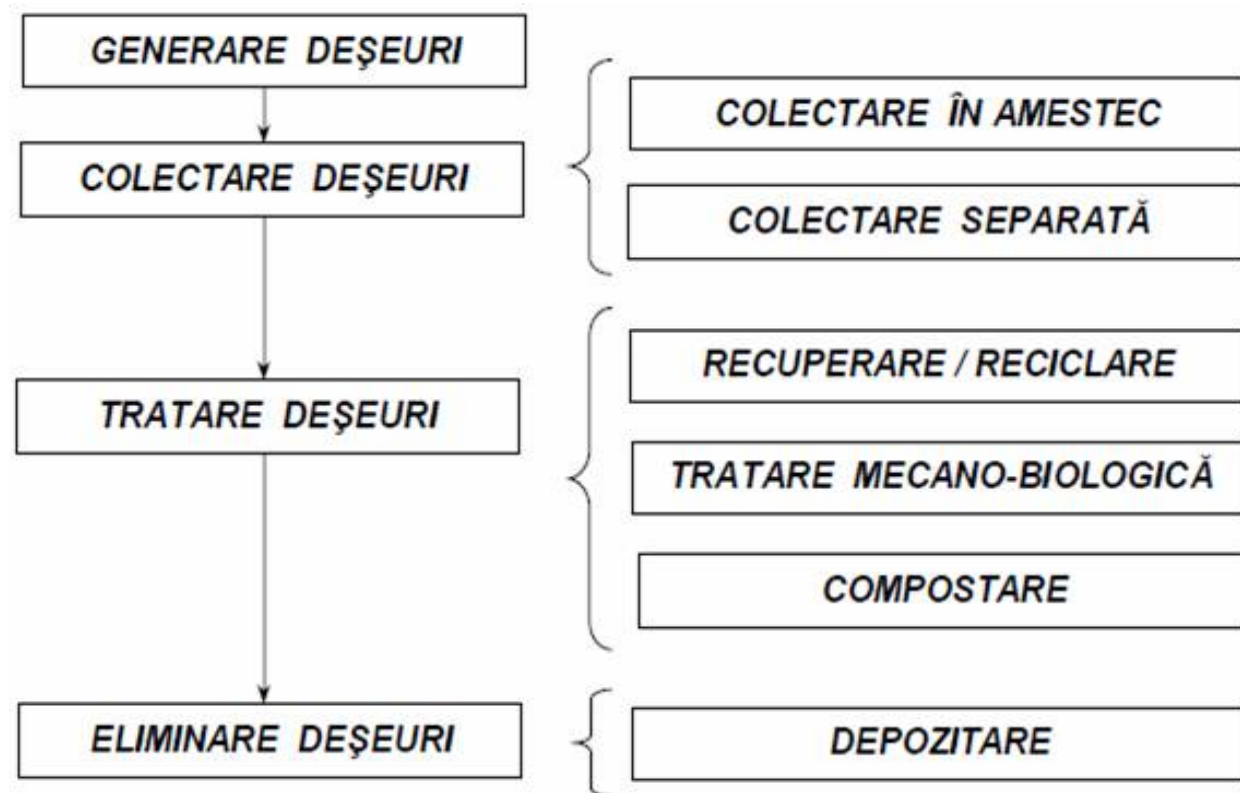 GENERARE DEŞEURI
COLECTARE DEŞEURI
COLECTARE ÎN AMESTEC
COLECTARE SEPARATĂ
TRATARE DEŞEURI
RECUPERARE / RECICLARE
TRATARE MECANO-BIOLOGICĂ
COMPOSTARE
ELIMINARE DEŞEURI
DEPOZITARE